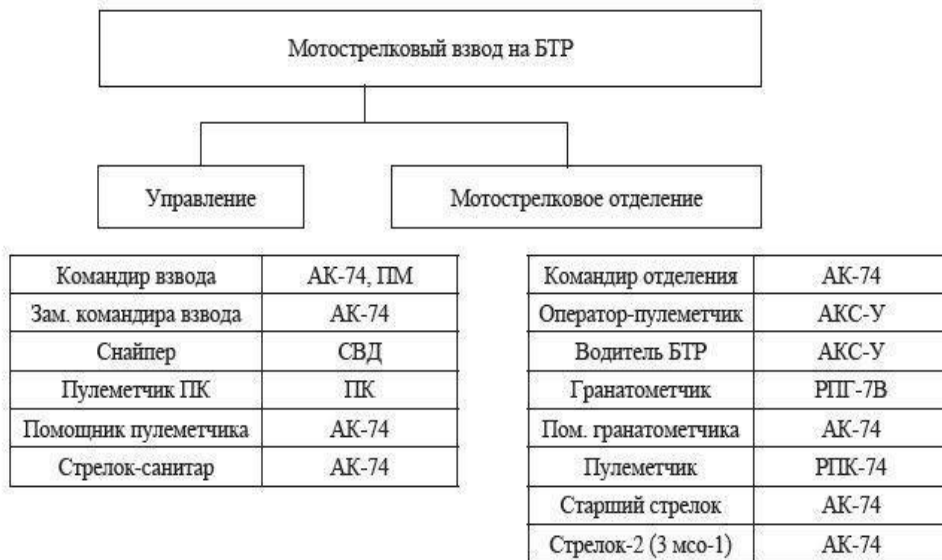 Мотострелковый взвод на БТР
Управление
Мотострелковое отделение
Командир взвода АК-74, ПМ
Зам. командира взвода АК-74
Снайпер СВД
Пулеметчик ПК ПК
Помощник пулеметчика АК-74
Стрелок-санитар АК-74
Командир отделения АК-74
Оператор-пулеметчик АКС-У
Водитель БТР АКС-У
Гранатометчик РПГ-7В
Пом. гранатометчика АК-74
Пулеметчик РПК-74
Старший стрелок АК-74
Стрелок-2 (3 мсо-1) АК-74